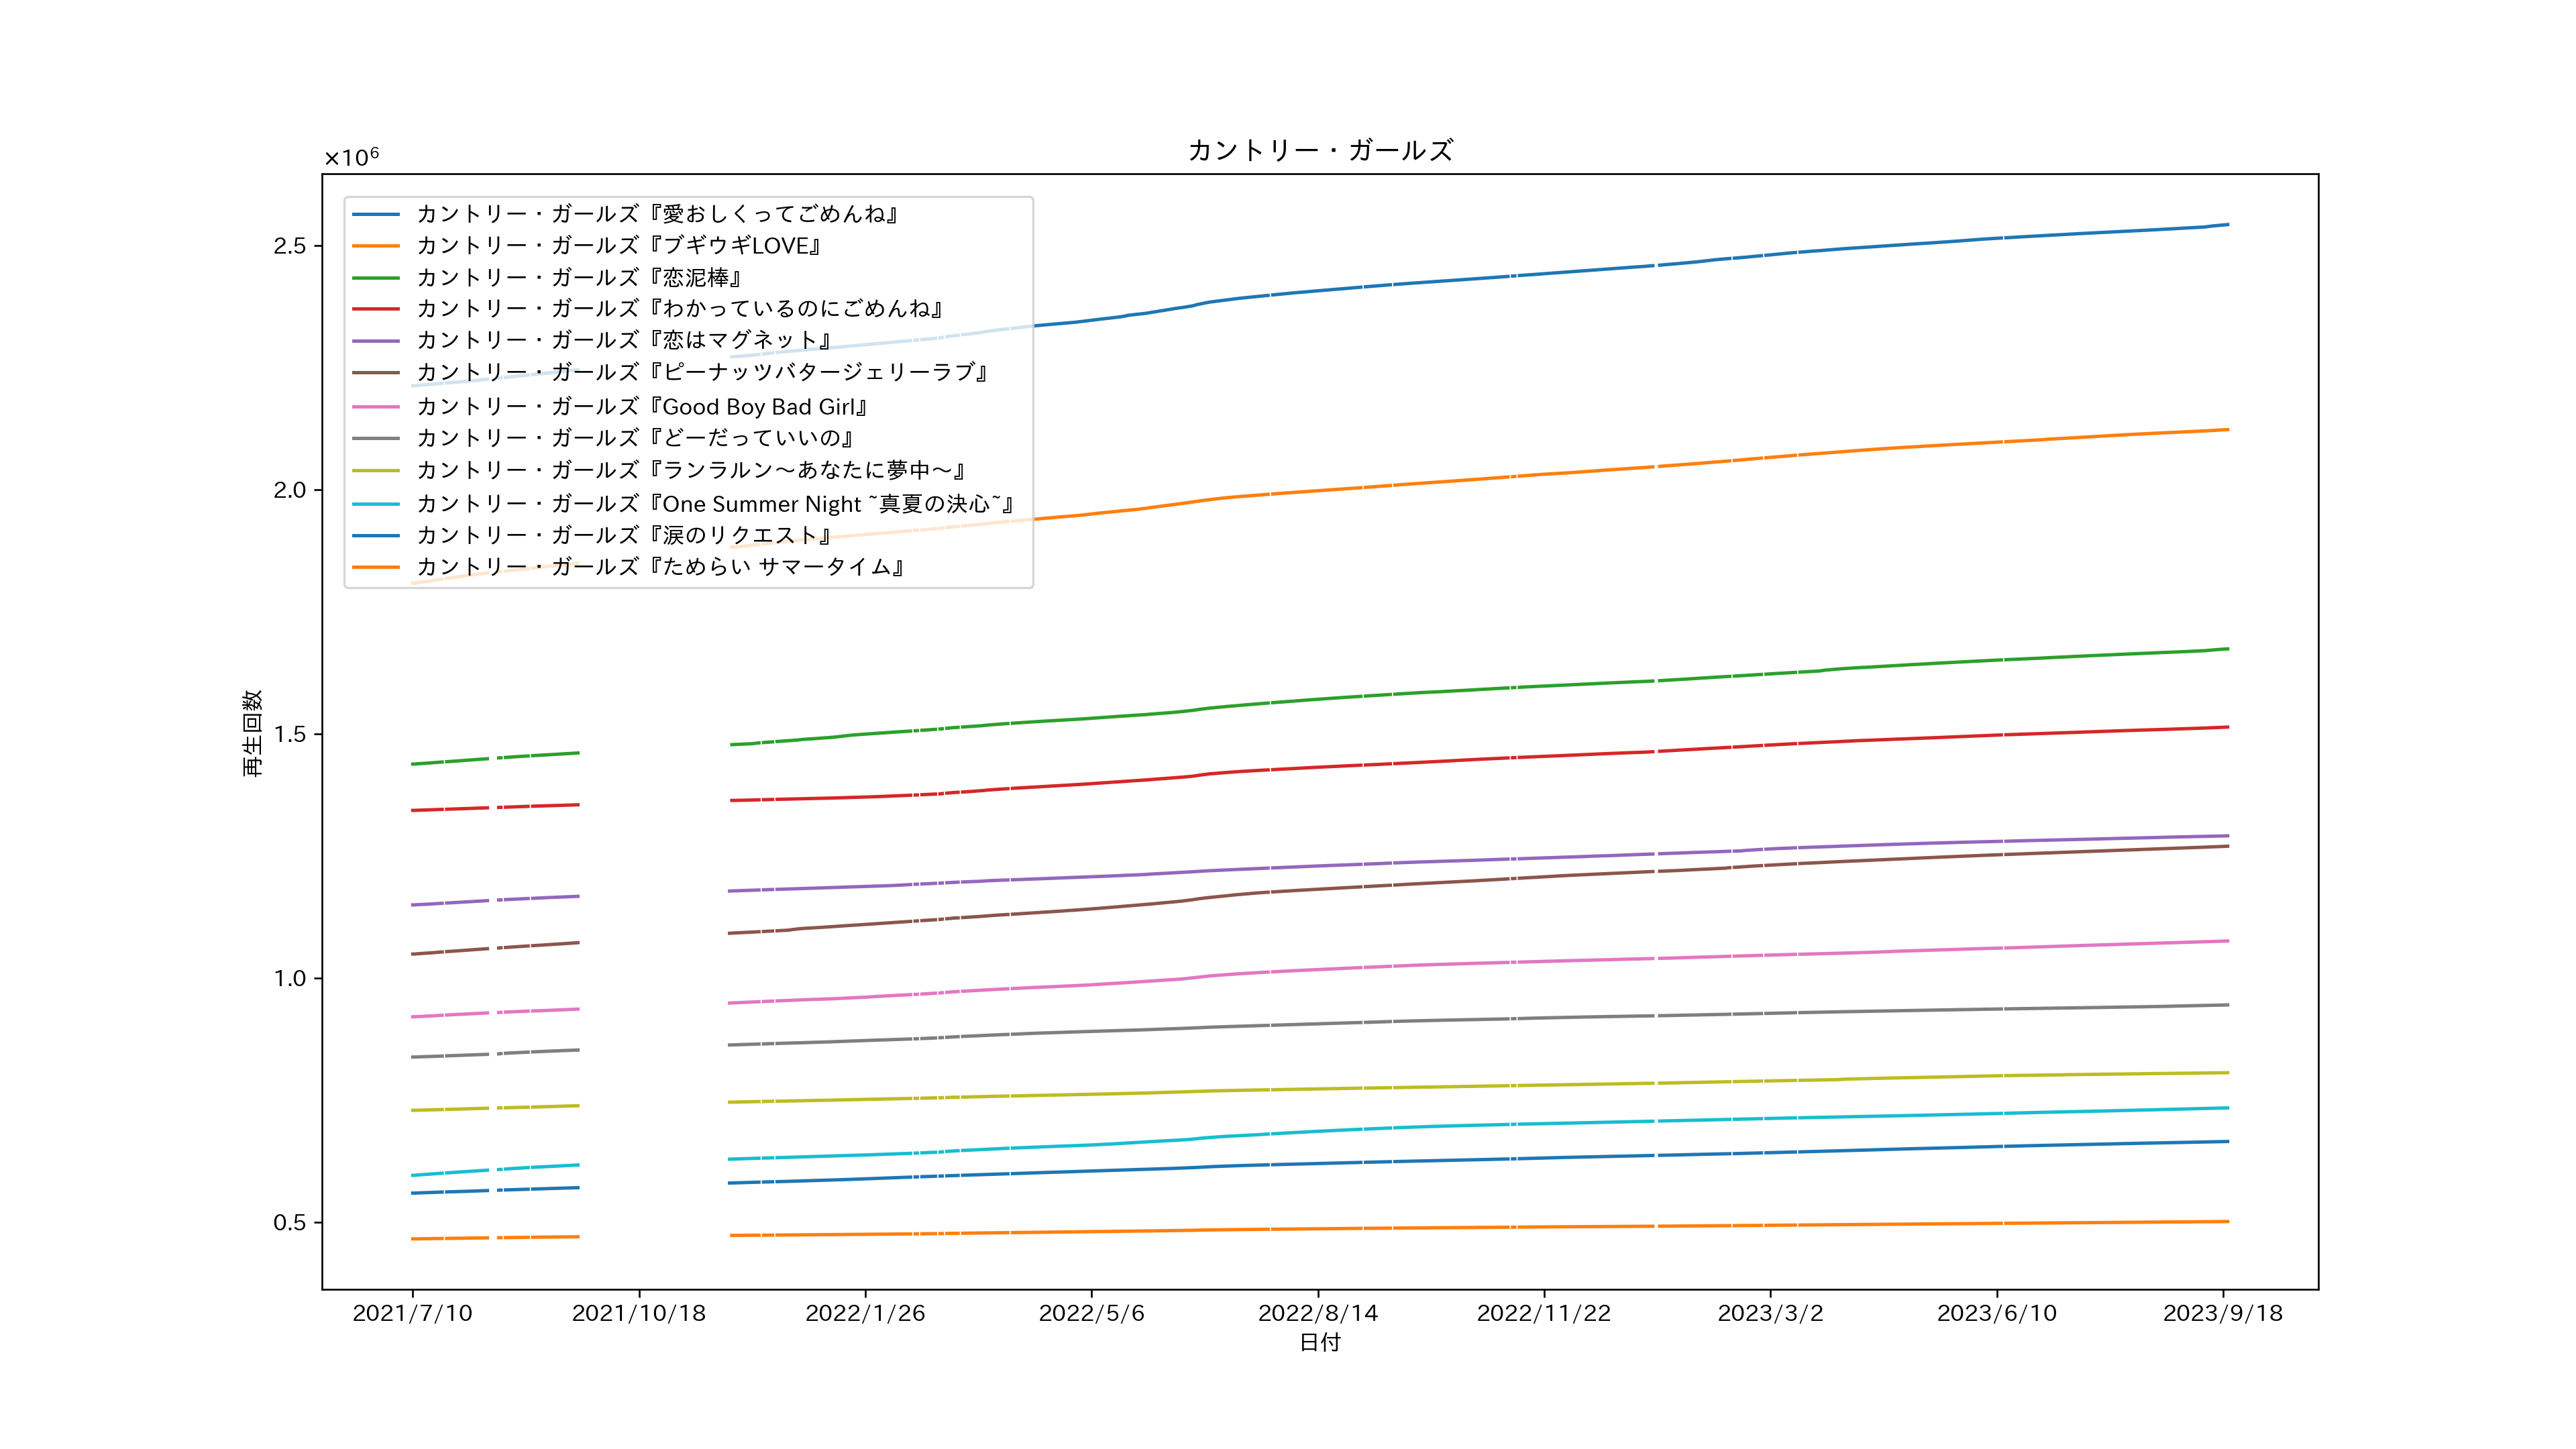 カントリー・ガールズ
×10⁶
カントリー・ガールズ『愛おしくってごめんね』
カントリー・ガールズ『ブギウギLOVE』
カントリー・ガールズ『恋泥棒』
カントリー・ガールズ『わかっているのにごめんね』
カントリー・ガールズ『恋はマグネット』
カントリー・ガールズ『ピーナッツバタージェリーラブ』
カントリー・ガールズ『Good Boy Bad Girl』
カントリー・ガールズ『どーだっていいの』
カントリー・ガールズ『ランラルン～あなたに夢中～』
カントリー・ガールズ『One Summer Night ~真夏の決心~』
カントリー・ガールズ『涙のリクエスト』
カントリー・ガールズ『ためらい サマータイム』
2.5
2.0
1.5
1.0
0.5
再生回数
2021/7/10
2021/10/18
2022/1/26
2022/5/6
2022/8/14
2022/11/22
2023/3/2
2023/6/10
2023/9/18
日付